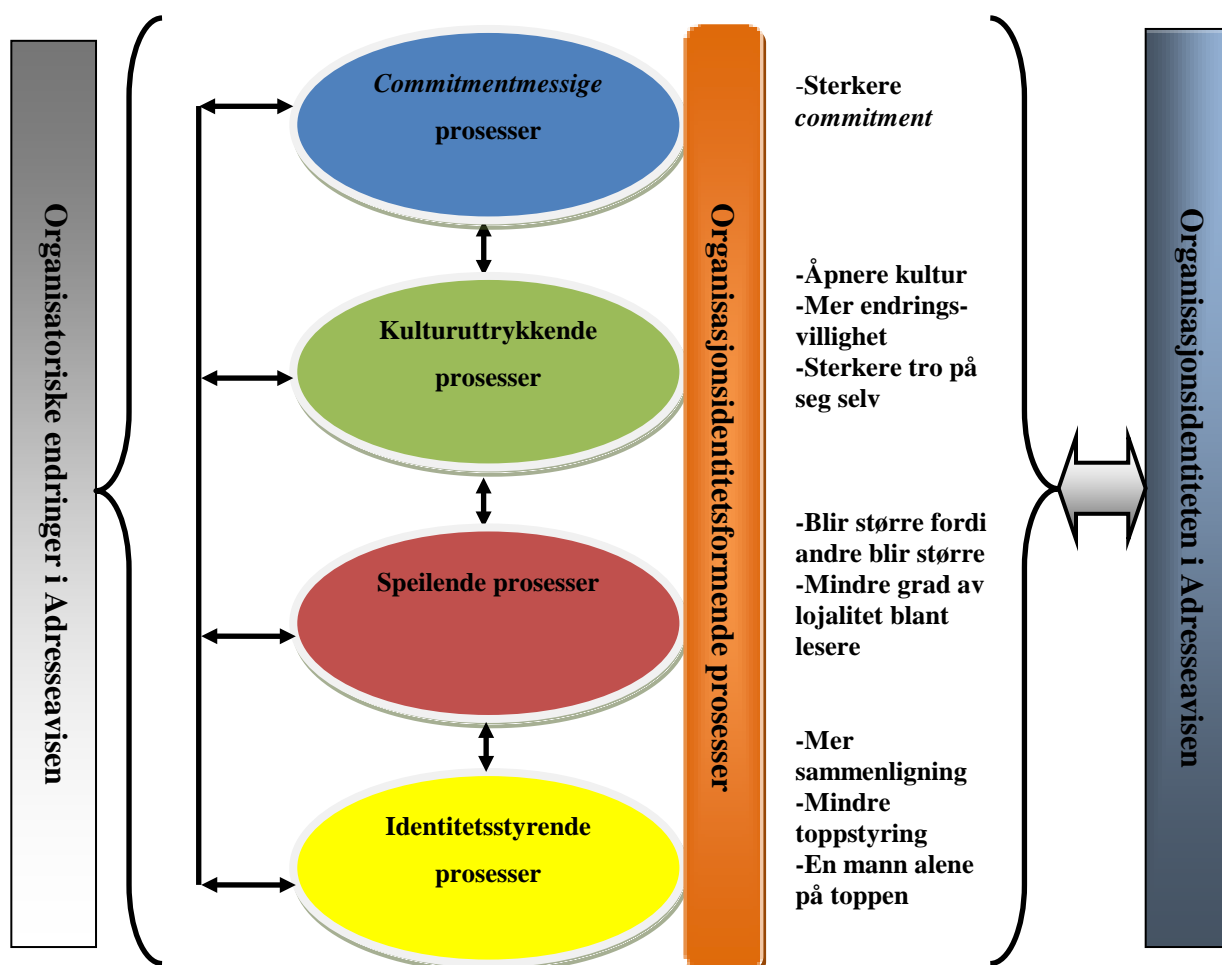 Organisatoriske endringer i Adresseavisen
Commitmentmessige
prosesser
Kulturuttrykkende
prosesser
Speilende prosesser
Identitetsstyrende
prosesser
Organisasjonsidentitetsformende prosesser
-Sterkere
commitment
-Åpnere kultur
-Mer endrings-
villighet
-Sterkere tro på
seg selv
-Blir større fordi
andre blir større
-Mindre grad av
lojalitet blant
lesere
-Mer
sammenligning
-Mindre
toppstyring
-En mann alene
på toppen
Organisasjonsidentiteten i Adresseavisen